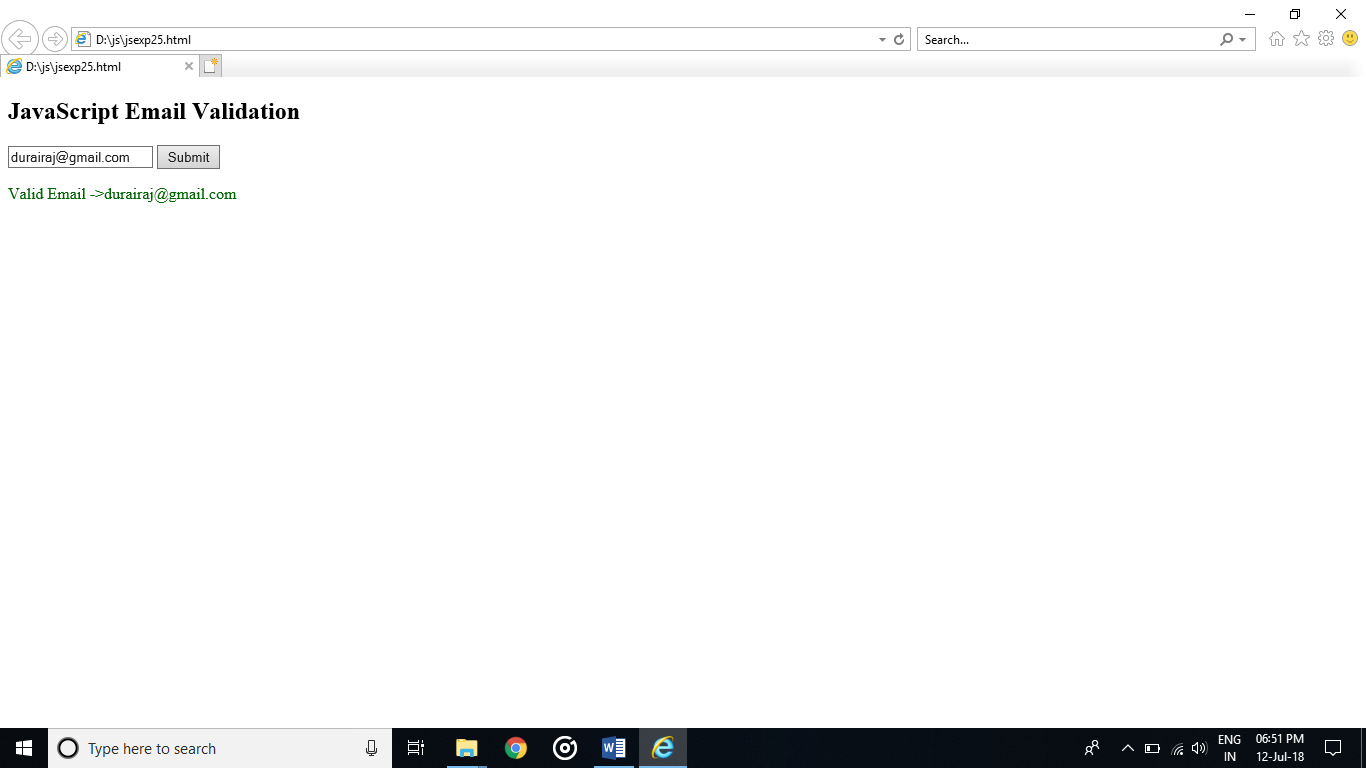 D:\js\jsexp25.html
Search...
D:\js\jsexp25.html
JavaScript Email Validation
durairaj@gmail.com Submit
Valid Email ->durairaj@gmail.com
Type here to search
W
ENG
IN
06:51 PM
12-Jul-18